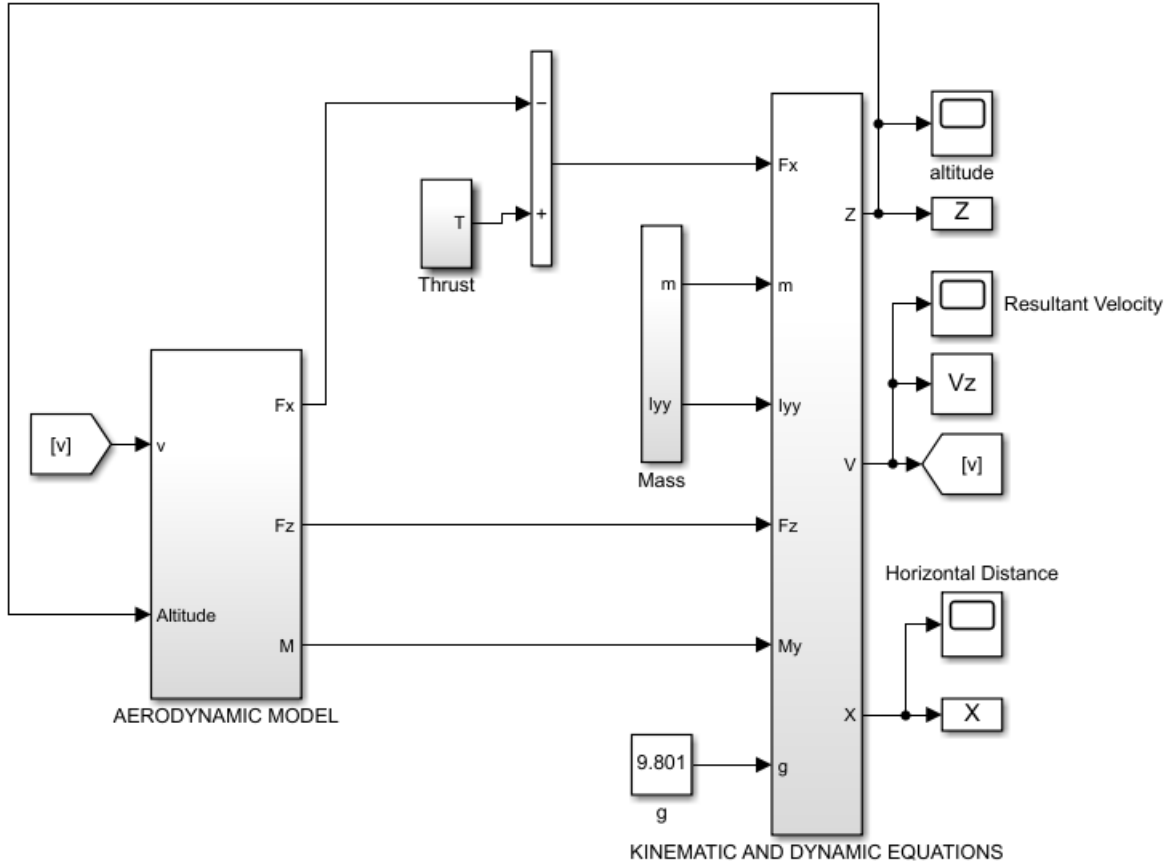 −
+
T
Thrust
Fx
m
Iyy
Fz
My
g
Z
V
X
m
Iyy
Mass
altitude
Z
Resultant Velocity
Vz
[v]
[v]
v
Altitude
Fx
Fz
M
AERODYNAMIC MODEL
Horizontal Distance
X
9.801
g
KINEMATIC AND DYNAMIC EQUATIONS